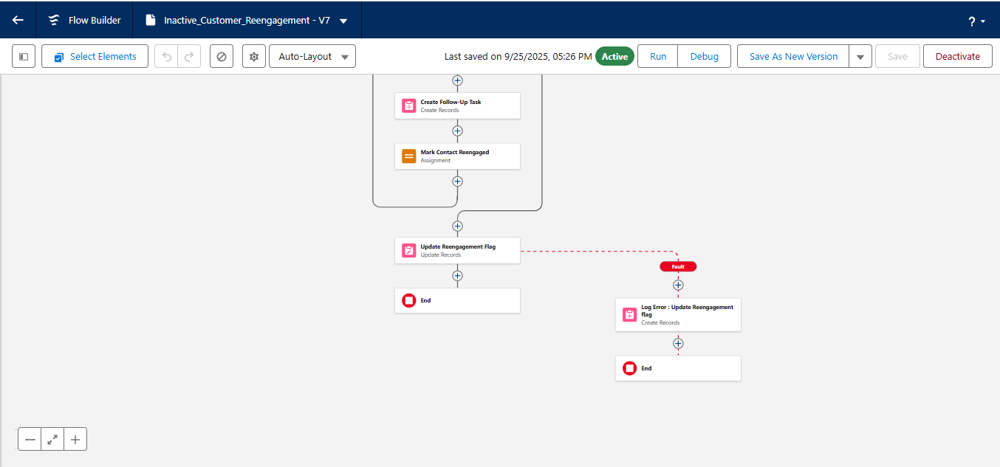 Flow Builder
Inactive_Customer_Reengagement - V7
?
Select Elements
Auto-Layout
Last saved on 9/25/2025, 05:26 PM
Active
Run
Debug
Save As New Version
Save
Deactivate
Create Follow-Up Task
Create Records
Mark Contact Reengaged
Assignment
Update Reengagement Flag
Update Records
Fault
End
Log Error : Update Reengagement
flag
Create Records
End